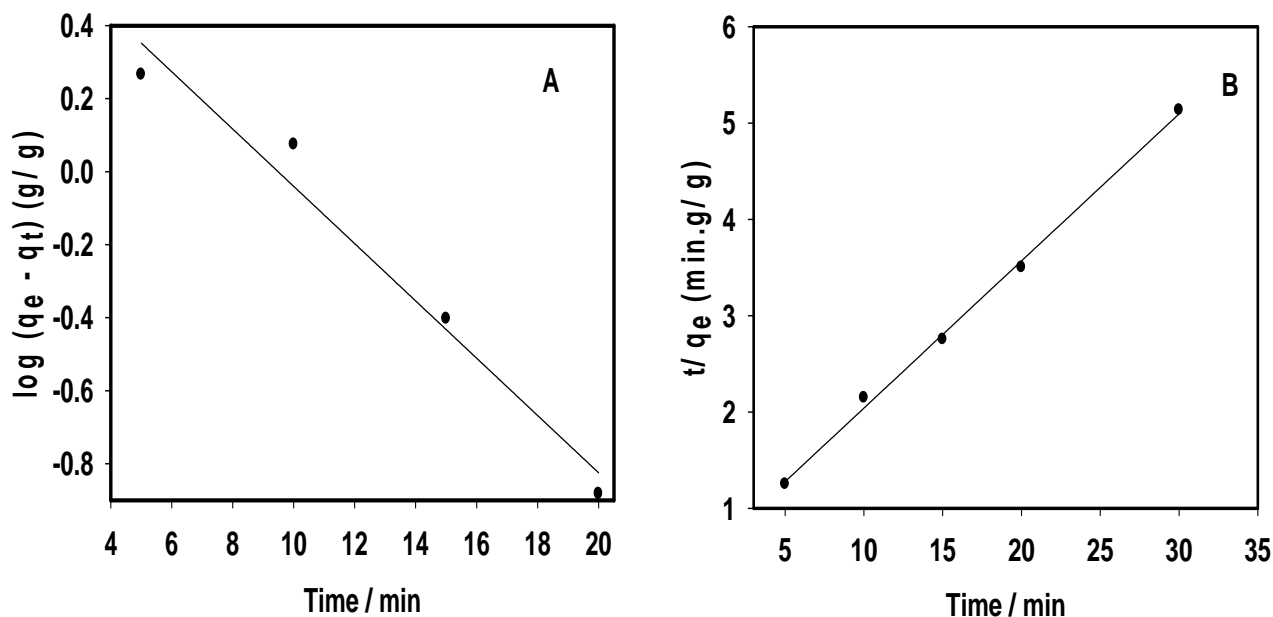 A
log (qe - qt) (g/ g)
0.4
0.2
0.0
-0.2
-0.4
-0.6
-0.8
4 6 8 10 12 14 16 18 20
Time / min
B
t/ qe (min.g/ g)
6
5
4
3
2
1
5 10 15 20 25 30 35
Time / min